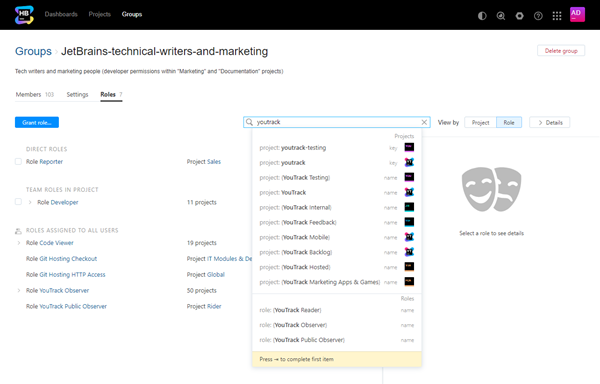 HB
Dashboards Projects Groups
AD
Groups › JetBrains-technical-writers-and-marketing
Delete group
Tech writers and marketing people (developer permissions within "Marketing" and "Documentation" projects)
Members 103 Settings Roles 7
Grant role...
youtrack
View by Project Role > Details
DIRECT ROLES
Role Reporter Project Sales
TEAM ROLES IN PROJECT
Role Developer 11 projects
ROLES ASSIGNED TO ALL USERS
Role Code Viewer 19 projects
Role Git Hosting Checkout Project IT Modules & De
Role Git Hosting HTTP Access Project Global
Role YouTrack Observer 50 projects
Role YouTrack Public Observer Project Rider
Projects
project: youtrack-testing key
project: youtrack key
project: {YouTrack Testing} name
project: YouTrack name
project: {YouTrack Internal} name
project: {YouTrack Feedback} name
project: {YouTrack Mobile} name
project: {YouTrack Backlog} name
project: {YouTrack Hosted} name
project: {YouTrack Marketing Apps & Games} name
Roles
role: {YouTrack Reader} name
role: {YouTrack Observer} name
role: {YouTrack Public Observer} name
Press → to complete first item
Select a role to see details